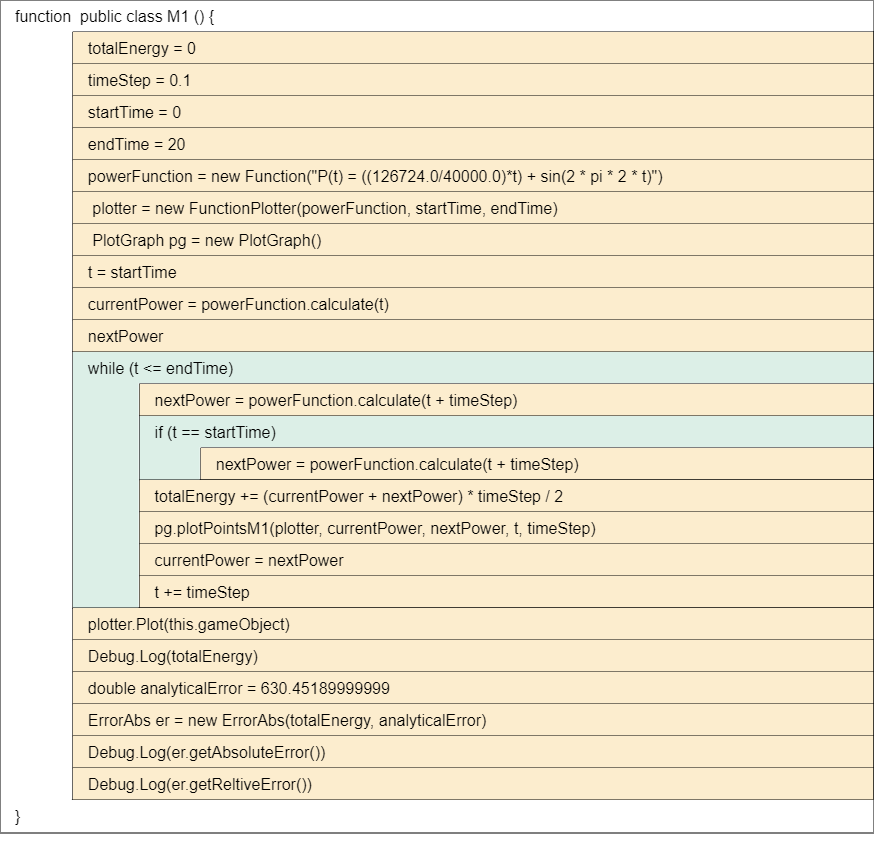 function  public class M1 () {
totalEnergy = 0
timeStep = 0.1
startTime = 0
endTime = 20
powerFunction = new Function("P(t) = ((126724.0/40000.0)*t) + sin(2 * pi * 2 * t)")
plotter = new FunctionPlotter(powerFunction, startTime, endTime)
PlotGraph pg = new PlotGraph()
t = startTime
currentPower = powerFunction.calculate(t)
nextPower
while (t <= endTime)
nextPower = powerFunction.calculate(t + timeStep)
if (t == startTime)
nextPower = powerFunction.calculate(t + timeStep)
totalEnergy += (currentPower + nextPower) * timeStep / 2
pg.plotPointsM1(plotter, currentPower, nextPower, t, timeStep)
currentPower = nextPower
t += timeStep
plotter.Plot(this.gameObject)
Debug.Log(totalEnergy)
double analyticalError = 630.45189999999
ErrorAbs er = new ErrorAbs(totalEnergy, analyticalError)
Debug.Log(er.getAbsoluteError())
Debug.Log(er.getReltiveError())
}